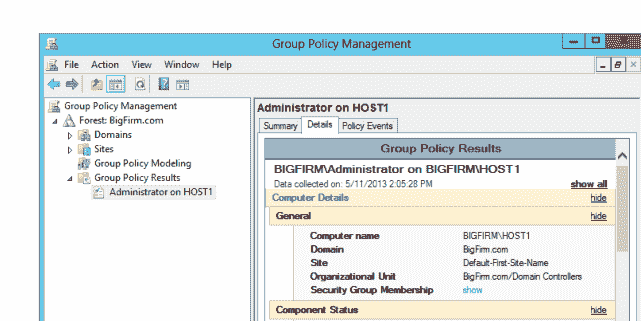 Group Policy Management
File Action View Window Help
Group Policy Management
Forest: BigFirm.com
Domains
Sites
Group Policy Modeling
Group Policy Results
Administrator on HOST1
Administrator on HOST1
Summary Details Policy Events
Group Policy Results
BIGFIRM\Administrator on BIGFIRM\HOST1
Data collected on: 5/11/2013 2:05:28 PM show all
Computer Details hide
General hide
Computer name BIGFIRM\HOST1
Domain BigFirm.com
Site Default-First-Site-Name
Organizational Unit BigFirm.com/Domain Controllers
Security Group Membership show
Component Status hide